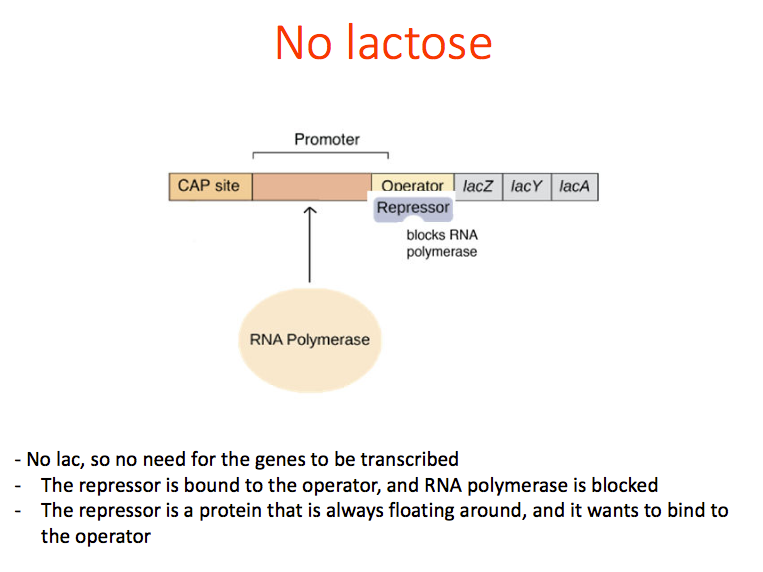 No lactose
Promoter
CAP site
Operator
lacZ
lacY
lacA
Repressor
blocks RNA
polymerase
RNA Polymerase
- No lac, so no need for the genes to be transcribed
- The repressor is bound to the operator, and RNA polymerase is blocked
- The repressor is a protein that is always floating around, and it wants to bind to
the operator